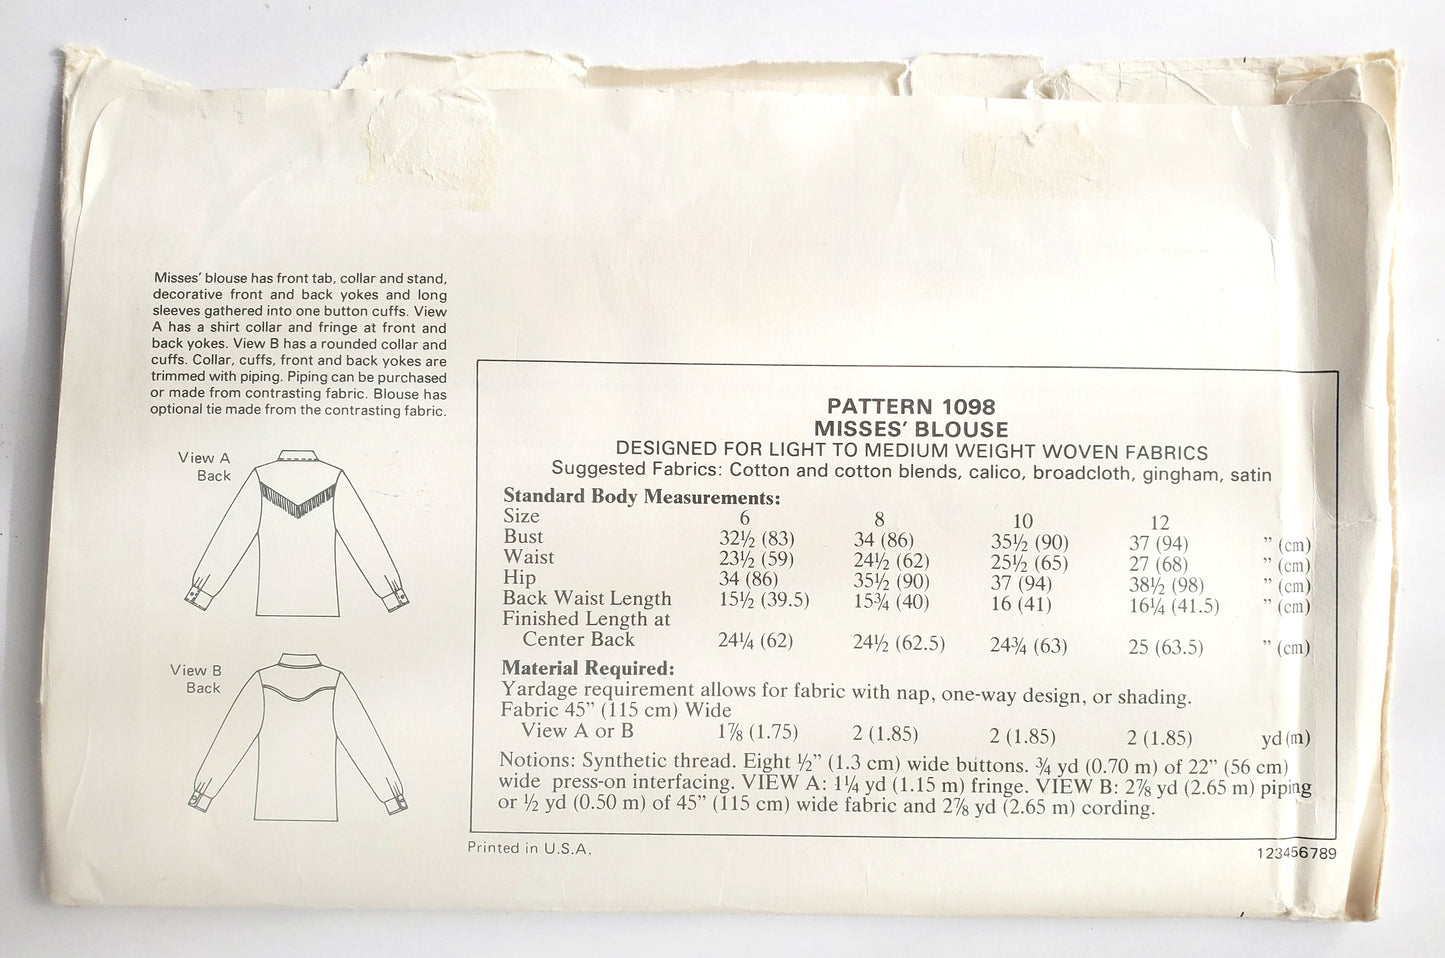 Misses' blouse has front tab, collar and stand,
decorative front and back yokes and long
sleeves gathered into one button cuffs. View
A has a shirt collar and fringe at front and
back yokes. View B has a rounded collar and
cuffs. Collar, cuffs, front and back yokes are
trimmed with piping. Piping can be purchased
or made from contrasting fabric. Blouse has
optional tie made from the contrasting fabric.
View A
Back
View B
Back
PATTERN 1098
MISSES' BLOUSE
DESIGNED FOR LIGHT TO MEDIUM WEIGHT WOVEN FABRICS
Suggested Fabrics: Cotton and cotton blends, calico, broadcloth, gingham, satin
Standard Body Measurements:
Size 6 8 10 12
Bust 32½ (83) 34 (86) 35½ (90) 37 (94) ” (cm)
Waist 23½ (59) 24½ (62) 25½ (65) 27 (68) ” (cm)
Hip 34 (86) 35½ (90) 37 (94) 38½ (98) ” (cm)
Back Waist Length 15½ (39.5) 15¾ (40) 16 (41) 16¼ (41.5) ” (cm)
Finished Length at
Center Back 24¼ (62) 24½ (62.5) 24¾ (63) 25 (63.5) ” (cm)
Material Required:
Yardage requirement allows for fabric with nap, one-way design, or shading.
Fabric 45” (115 cm) Wide
View A or B 1⅞ (1.75) 2 (1.85) 2 (1.85) 2 (1.85) yd (m)
Notions: Synthetic thread. Eight ½” (1.3 cm) wide buttons. ¾ yd (0.70 m) of 22” (56 cm)
wide press-on interfacing. VIEW A: 1¼ yd (1.15 m) fringe. VIEW B: 2⅞ yd (2.65 m) piping
or ½ yd (0.50 m) of 45” (115 cm) wide fabric and 2⅞ yd (2.65 m) cording.
Printed in U.S.A.
123456789